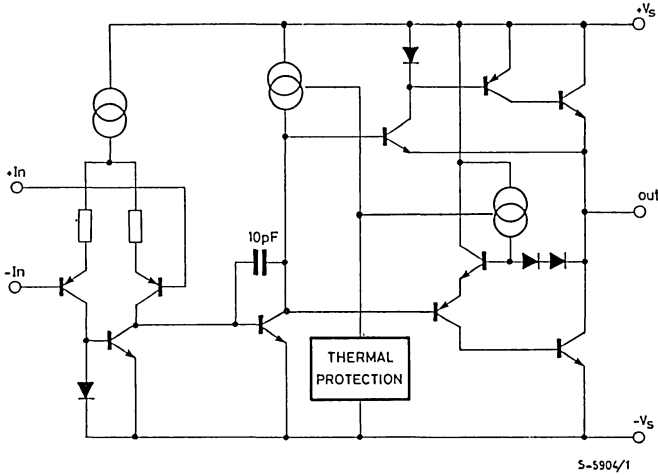 +Vs
+In
out
10pF
-In
THERMAL
PROTECTION
-Vs
S-5904/1